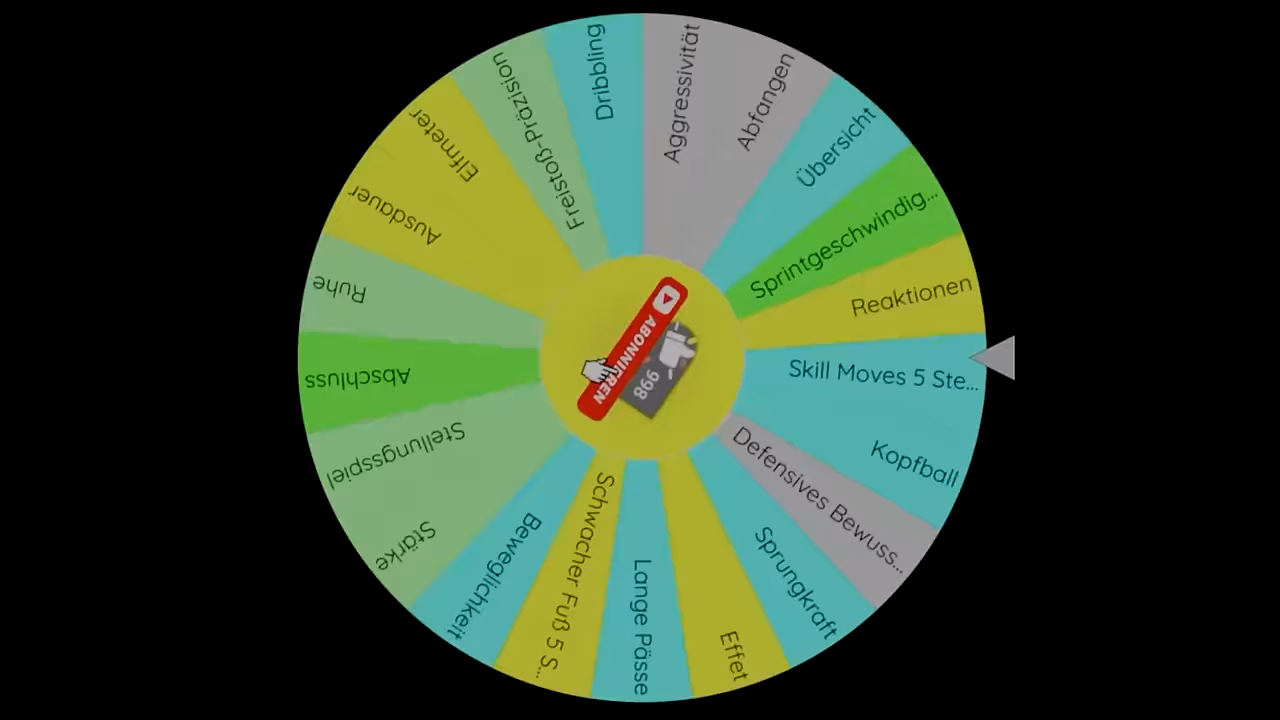 Dribbling
Aggressivität
Abfangen
Übersicht
Sprintgeschwindig...
Reaktionen
Skill Moves 5 Ste...
Kopfball
Defensives Bewuss...
Sprungkraft
Effet
Lange Pässe
Schwacher Fuß 5 S...
Beweglichkeit
Stärke
Stellungsspiel
Abschluss
Ruhe
Ausdauer
Elfmeter
Freistoß-Präzision
ABONNIEREN
998